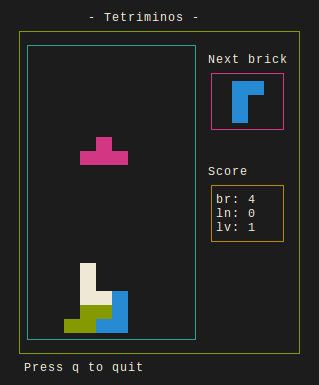 - Tetriminos -
Next brick
Score
br: 4
ln: 0
lv: 1
Press q to quit